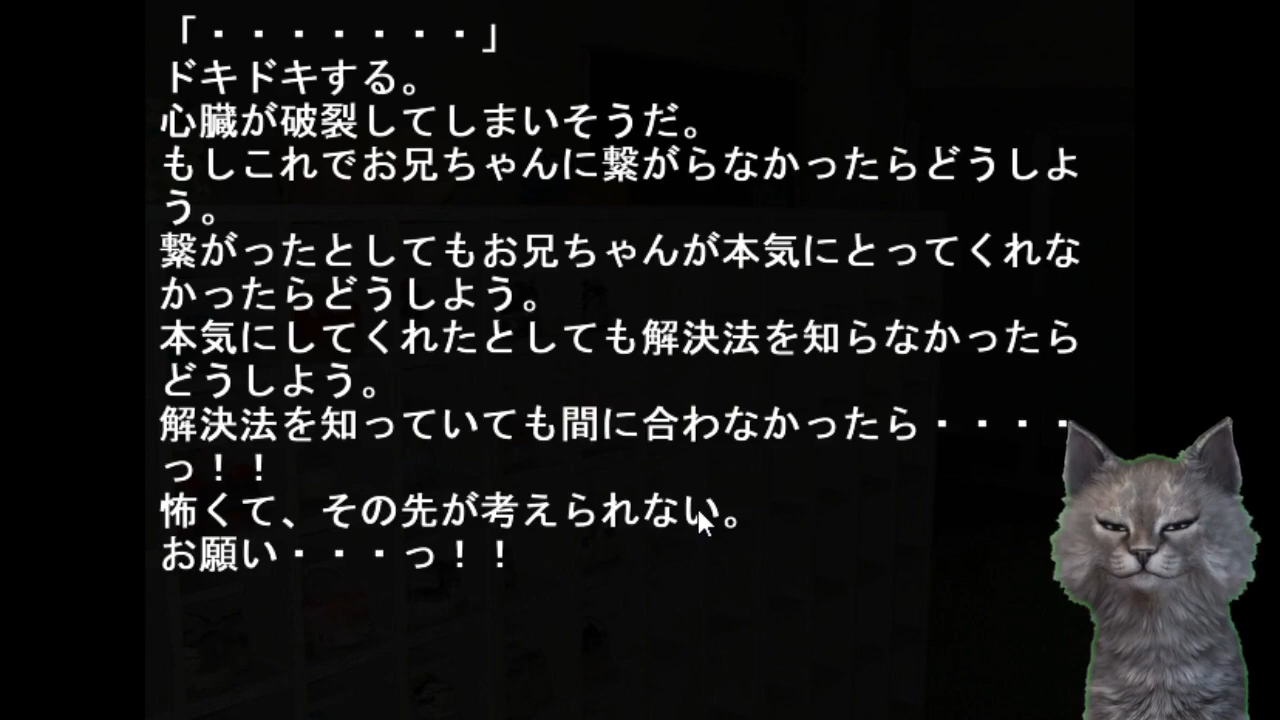 「・・・・・・・」
ドキドキする。
心臓が破裂してしまいそうだ。
もしこれでお兄ちゃんに繋がらなかったらどうしよ
う。
繋がったとしてもお兄ちゃんが本気にとってくれな
かったらどうしよう。
本気にしてくれたとしても解決法を知らなかったら
どうしよう。
解決法を知っていても間に合わなかったら・・・・
っ！！
怖くて、その先が考えられない。
お願い・・・っ！！